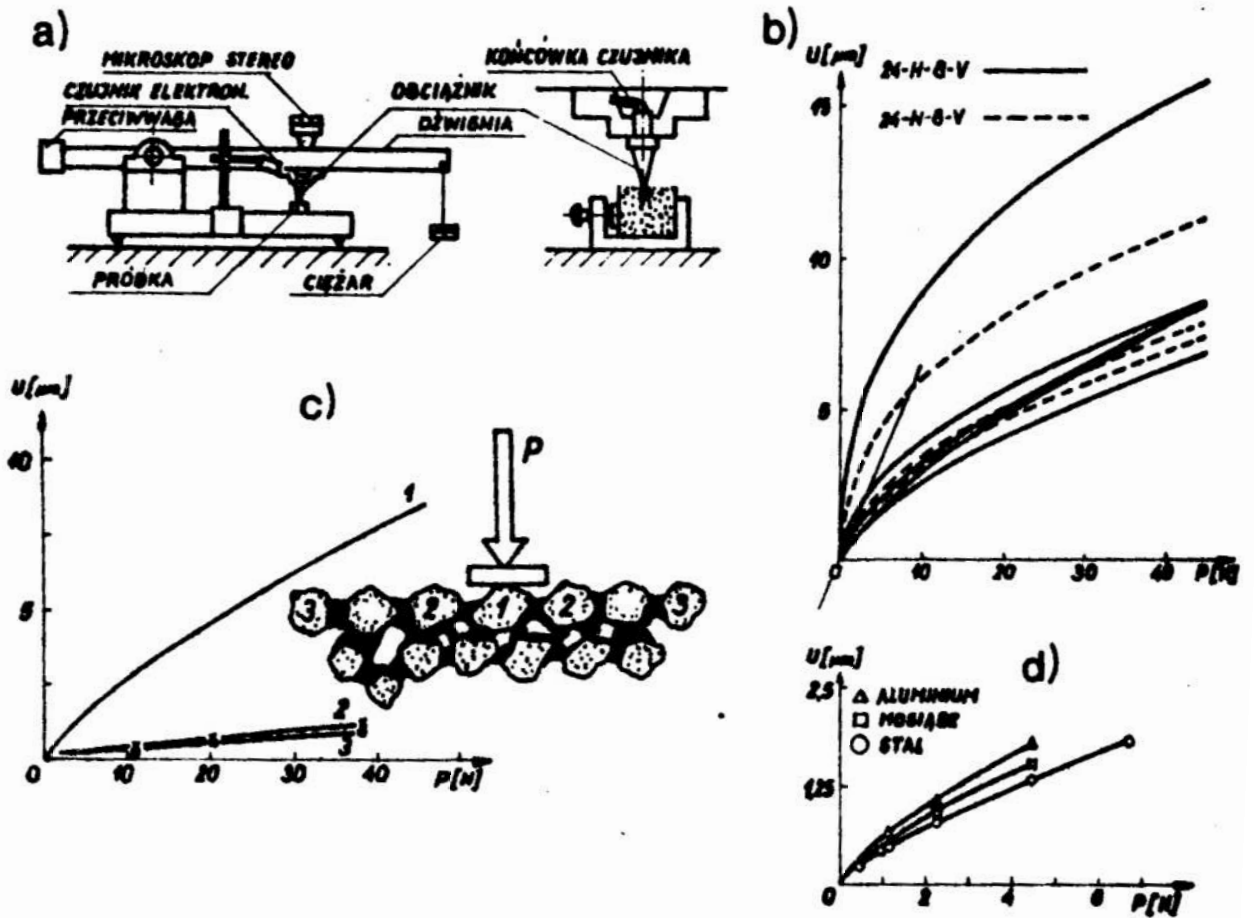 a)
MIKROSKOP STEREO
CZUJNIK ELEKTRON.
PRZECIWWAGA
OBCIĄŻNIK
DŹWIGNIA
PRÓBKA
CIĘŻAR
KOŃCÓWKA CZUJNIKA
b)
U[μm]
24-H-8-V
24-H-8-V
15
10
5
0
10
20
30
40
P[N]
c)
U[μm]
10
5
0
10
20
30
40
P[N]
1
2
3
P
3
2
1
2
3
d)
U[μm]
2,5
ALUMINIUM
MOSIĄDZ
STAL
1,25
0
2
4
6
P[N]